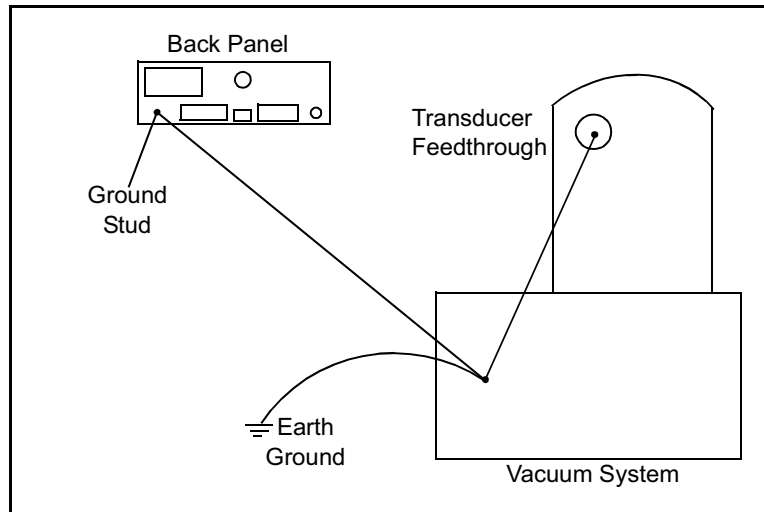 Back Panel
Transducer
Feedthrough
Ground
Stud
Earth
Ground
Vacuum System